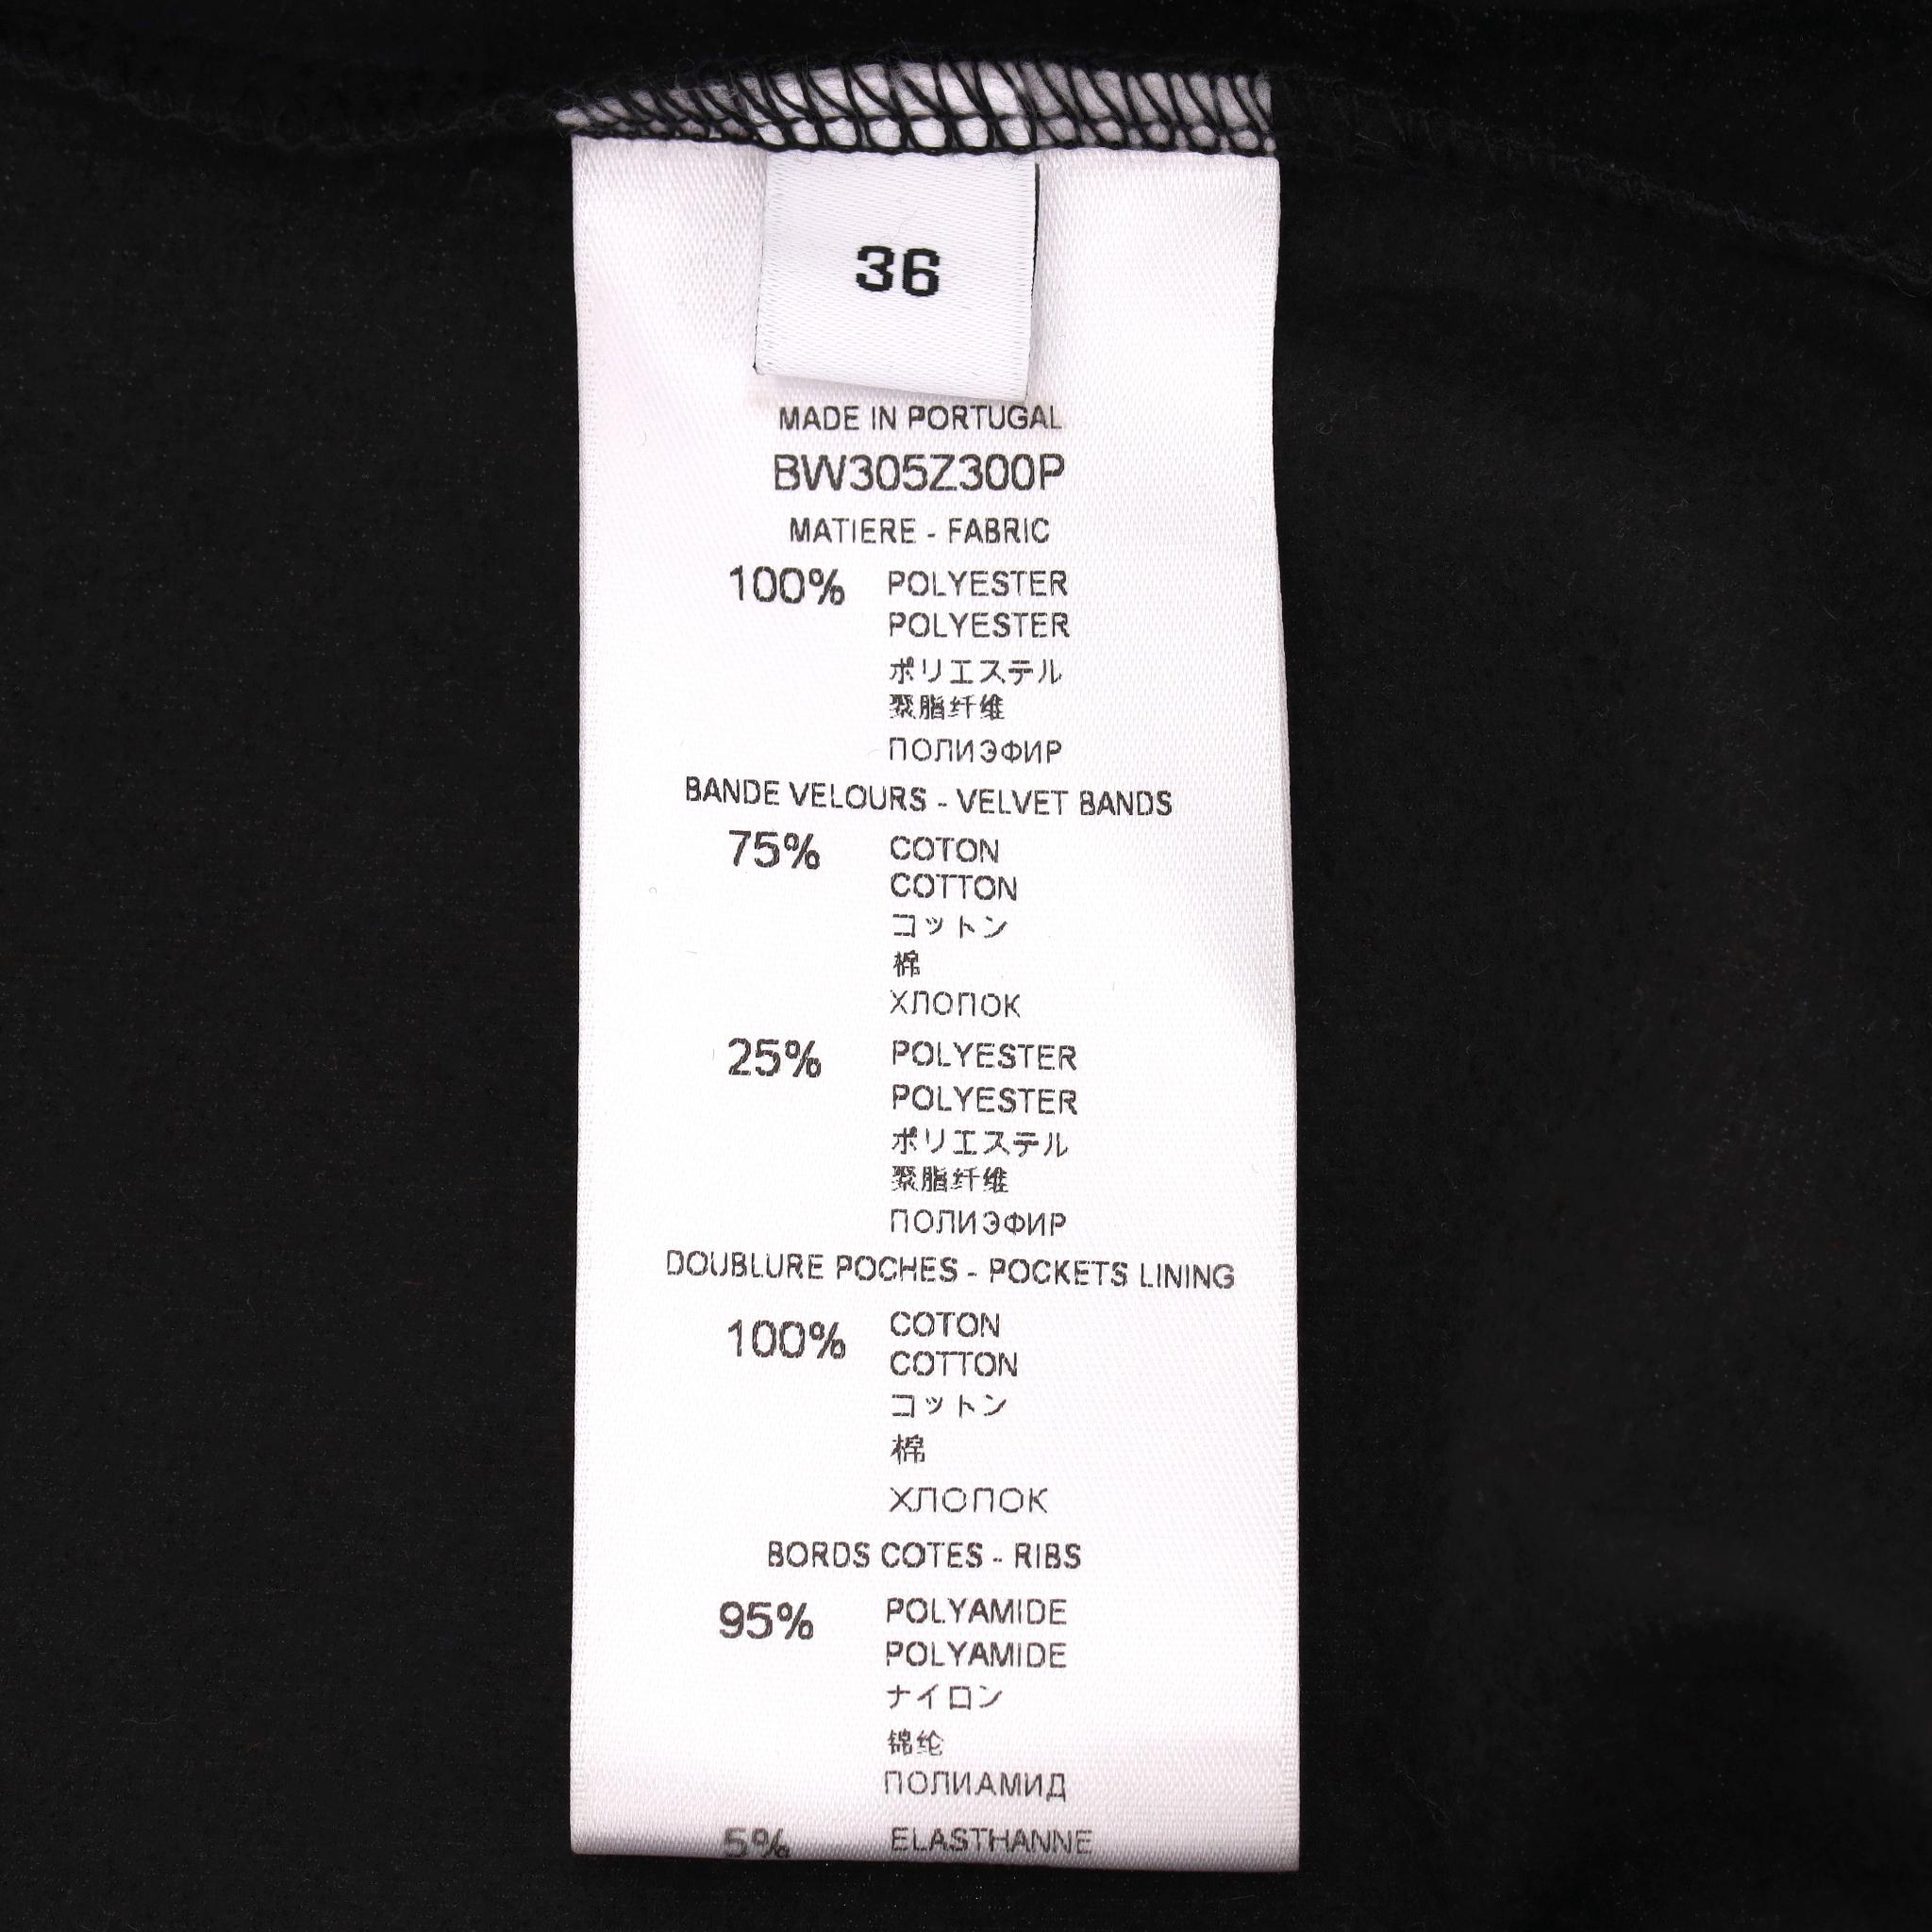 36
MADE IN PORTUGAL
BW305Z300P
MATIERE - FABRIC
100% POLYESTER
POLYESTER
ポリエステル
聚脂纤维
ПОЛИЭФИР
BANDE VELOURS - VELVET BANDS
75% COTON
COTTON
コットン
棉
ХЛОПОК
25% POLYESTER
POLYESTER
ポリエステル
聚脂纤维
ПОЛИЭФИР
DOUBLURE POCHES - POCKETS LINING
100% COTON
COTTON
コットン
棉
ХЛОПОК
BORDS COTES - RIBS
95% POLYAMIDE
POLYAMIDE
ナイロン
锦纶
ПОЛИАМИД
5% ELASTHANNE